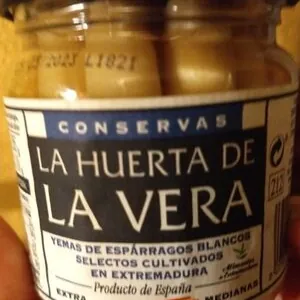 2023 L1821
CONSERVAS
LA HUERTA DE
LA VERA
YEMAS DE ESPÁRRAGOS BLANCOS
SELECTOS CULTIVADOS
EN EXTREMADURA
Producto de España
EXTRA MEDIANAS
212